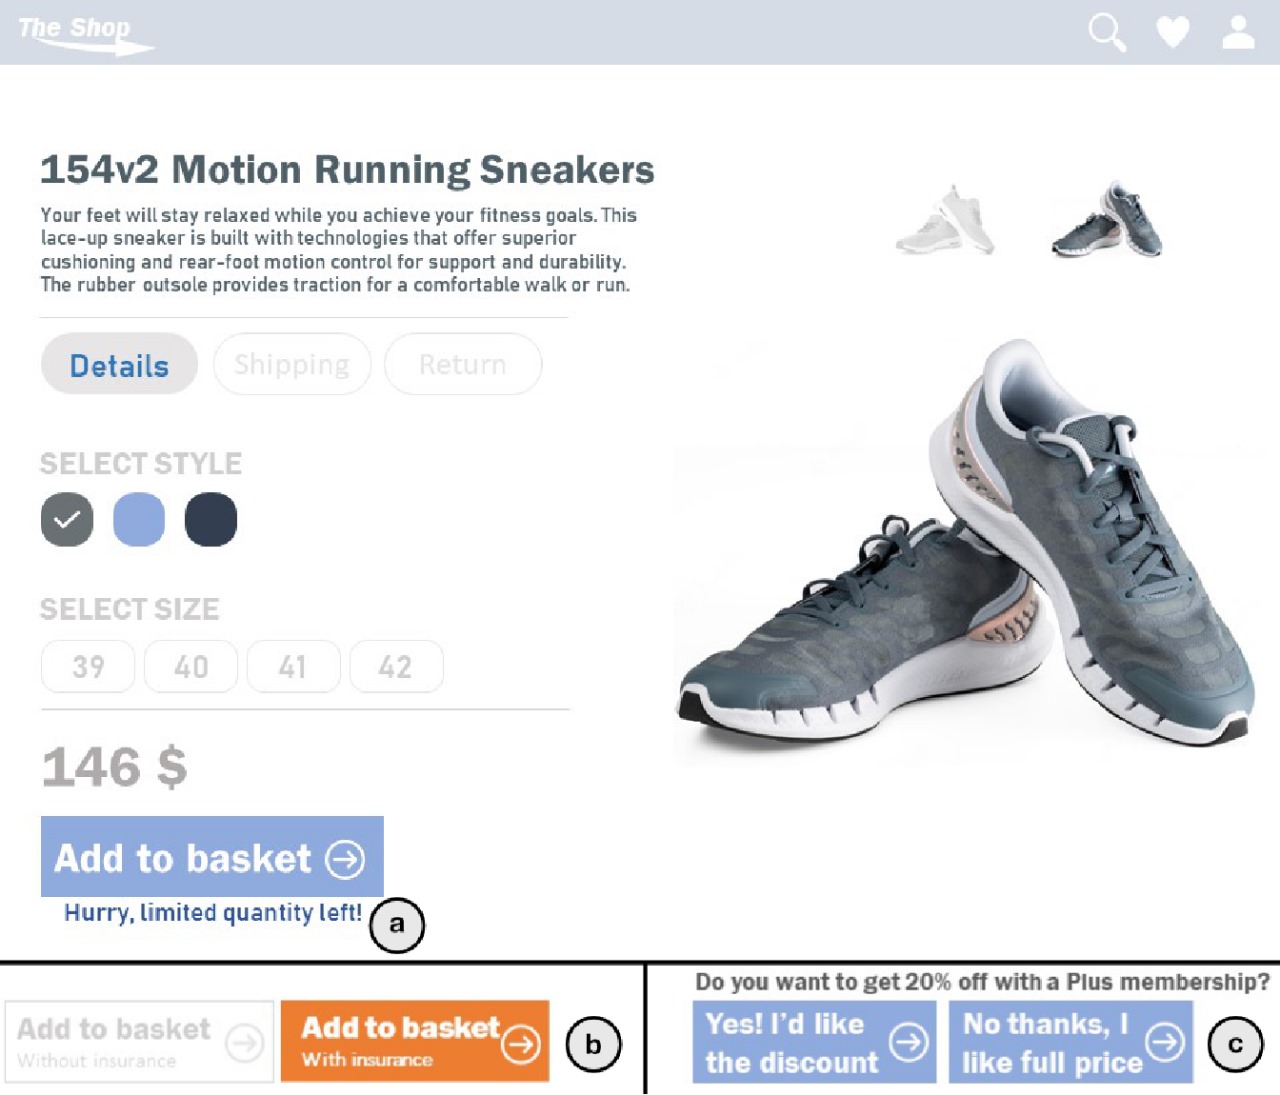 The Shop
154v2 Motion Running Sneakers
Your feet will stay relaxed while you achieve your fitness goals. This
lace-up sneaker is built with technologies that offer superior
cushioning and rear-foot motion control for support and durability.
The rubber outsole provides traction for a comfortable walk or run.
Details
Shipping
Return
SELECT STYLE
SELECT SIZE
39
40
41
42
146 $
Add to basket
Hurry, limited quantity left!
a
Add to basket
Without insurance
Add to basket
With insurance
b
Do you want to get 20% off with a Plus membership?
Yes! I'd like
the discount
No thanks, I
like full price
c